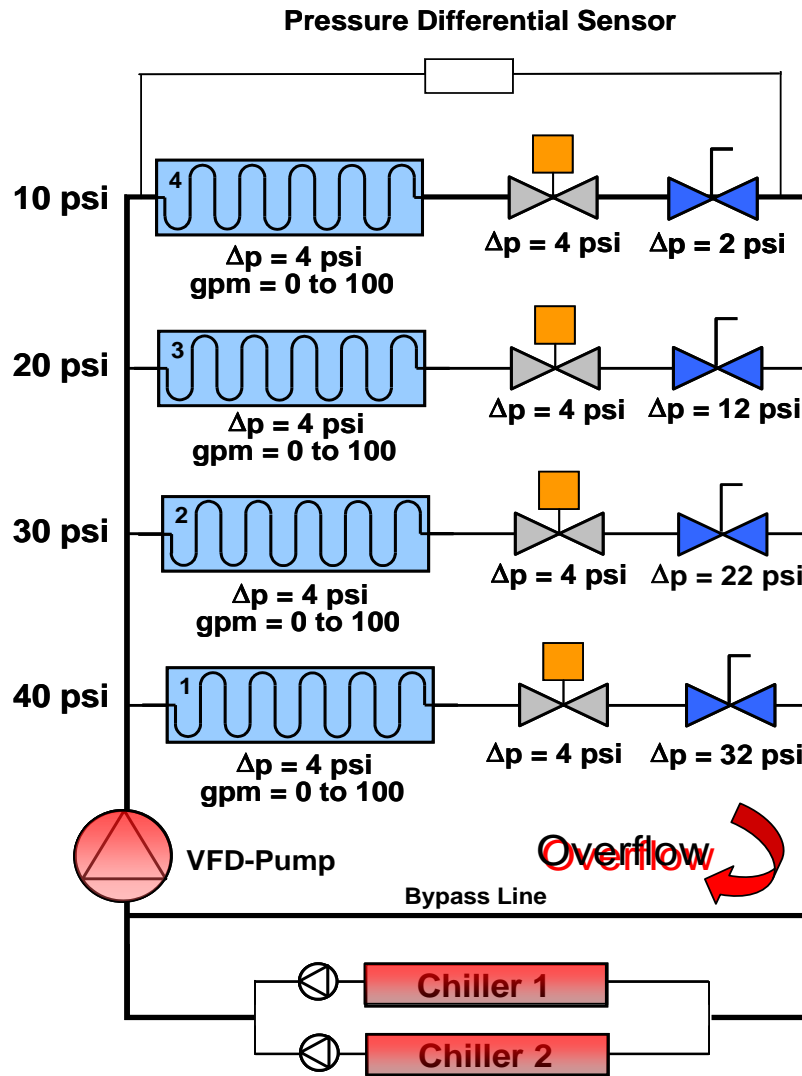 Pressure Differential Sensor
10 psi
4
Δp = 4 psi
gpm = 0 to 100
Δp = 4 psi
Δp = 2 psi
20 psi
3
Δp = 4 psi
gpm = 0 to 100
Δp = 4 psi
Δp = 12 psi
30 psi
2
Δp = 4 psi
gpm = 0 to 100
Δp = 4 psi
Δp = 22 psi
40 psi
1
Δp = 4 psi
gpm = 0 to 100
Δp = 4 psi
Δp = 32 psi
VFD-Pump
Overflow
Bypass Line
Chiller 1
Chiller 2